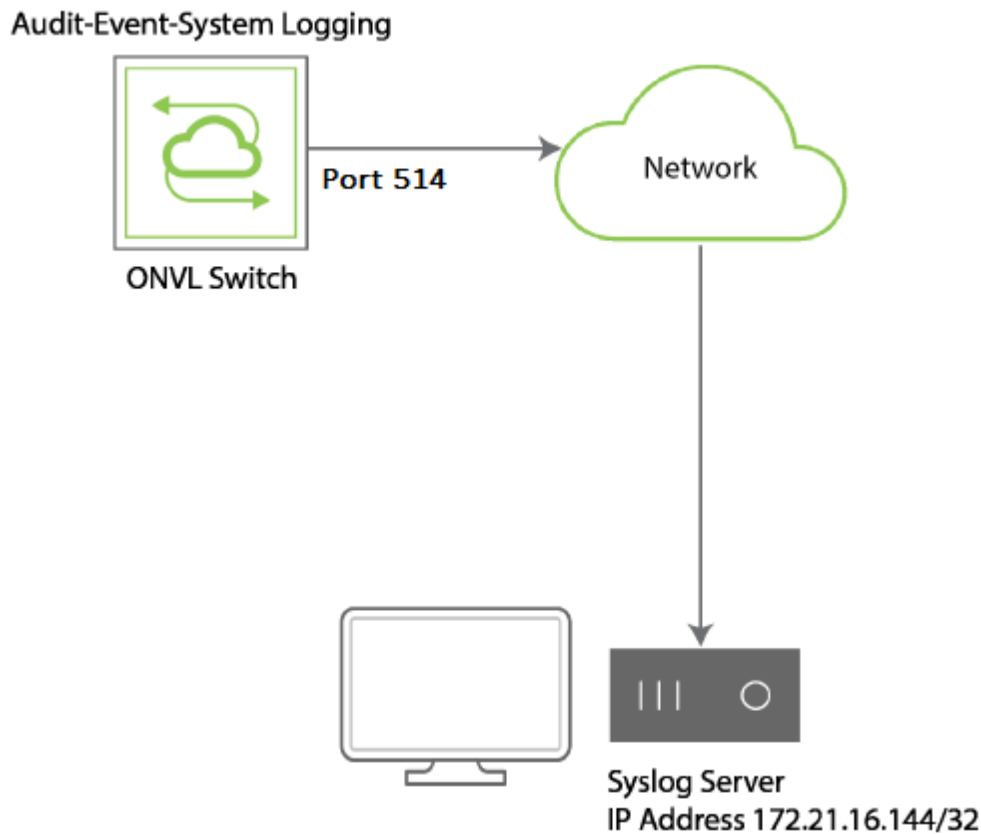 Audit-Event-System Logging
Port 514
Network
ONVL Switch
Syslog Server
IP Address 172.21.16.144/32